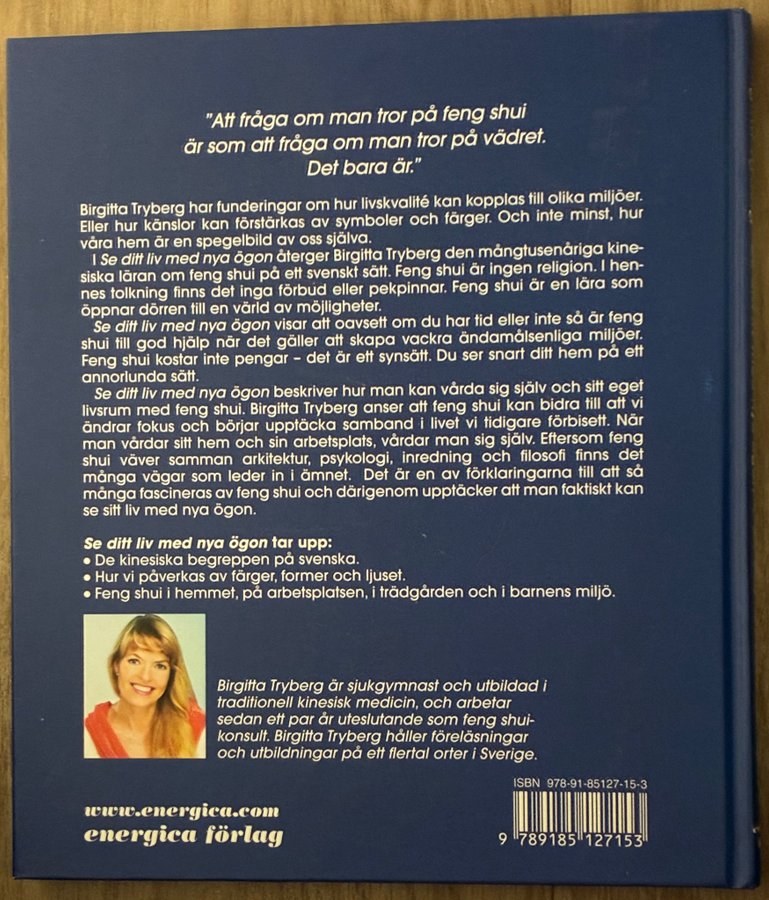 ”Att fråga om man tror på feng shui
är som att fråga om man tror på vädret.
Det bara är.”
Birgitta Tryberg har funderingar om hur livskvalité kan kopplas till olika miljöer.
Eller hur känslor kan förstärkas av symboler och färger. Och inte minst, hur
våra hem är en spegelbild av oss själva.
I Se ditt liv med nya ögon återger Birgitta Tryberg den mångtusenåriga kine-
siska läran om feng shui på ett svenskt sätt. Feng shui är ingen religion. I hen-
nes tolkning finns det inga förbud eller pekpinnar. Feng shui är en lära som
öppnar dörren till en värld av möjligheter.
Se ditt liv med nya ögon visar att oavsett om du har tid eller inte så är feng
shui till god hjälp när det gäller att skapa vackra ändamålsenliga miljöer.
Feng shui kostar inte pengar – det är ett synsätt. Du ser snart ditt hem på ett
annorlunda sätt.
Se ditt liv med nya ögon beskriver hur man kan vårda sig själv och sitt eget
livsrum med feng shui. Birgitta Tryberg anser att feng shui kan bidra till att vi
ändrar fokus och börjar upptäcka samband i livet vi tidigare förbisett. När
man vårdar sitt hem och sin arbetsplats, vårdar man sig själv. Eftersom feng
shui väver samman arkitektur, psykologi, inredning och filosofi finns det
många vägar som leder in i ämnet. Det är en av förklaringarna till att så
många fascineras av feng shui och därigenom upptäcker att man faktiskt kan
se sitt liv med nya ögon.
Se ditt liv med nya ögon tar upp:
• De kinesiska begreppen på svenska.
• Hur vi påverkas av färger, former och ljuset.
• Feng shui i hemmet, på arbetsplatsen, i trädgården och i barnens miljö.
Birgitta Tryberg är sjukgymnast och utbildad i
traditionell kinesisk medicin, och arbetar
sedan ett par år uteslutande som feng shui-
konsult. Birgitta Tryberg håller föreläsningar
och utbildningar på ett flertal orter i Sverige.
www.energica.com
energica förlag
ISBN 978-91-85127-15-3
9 789185 127153